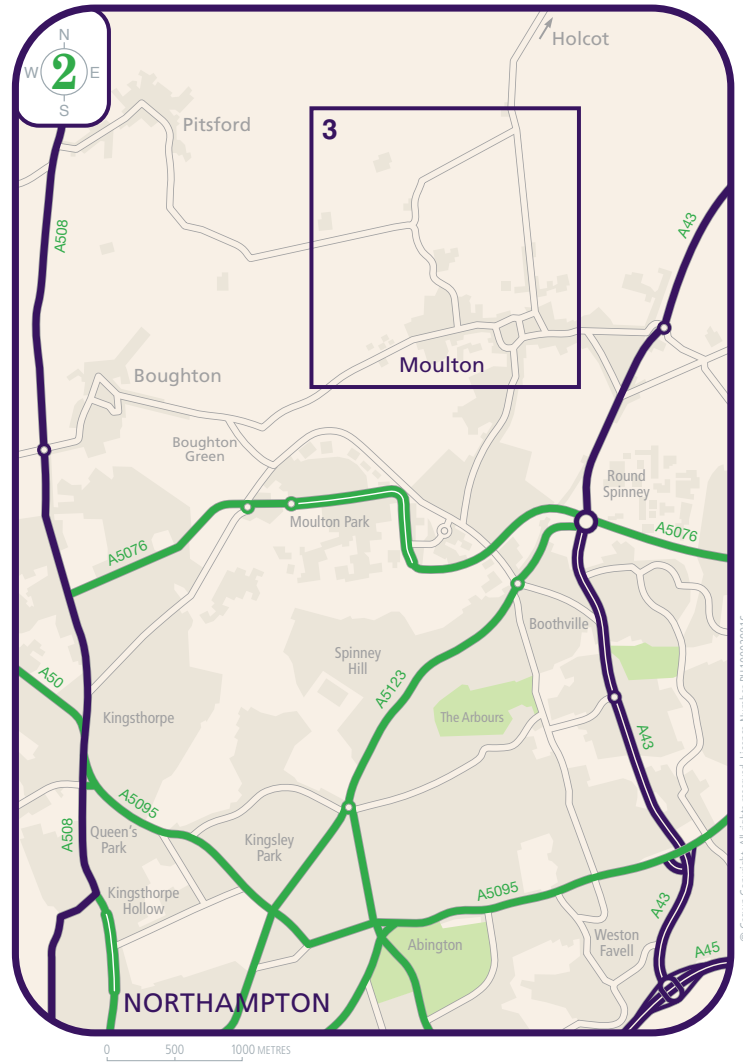 N
W 2 E
S
Holcot
Pitsford
3
A508
A43
Moulton
Boughton
Boughton
Green
Round
Spinney
Moulton Park
A5076
A5076
Boothville
Spinney
Hill
A50
A5123
Kingsthorpe
The Arbours
A43
A5095
A508
Queen's
Park
Kingsley
Park
Kingsthorpe
Hollow
A5095
A43
Weston
Favell
Abington
A45
NORTHAMPTON
0 500 1000 METRES